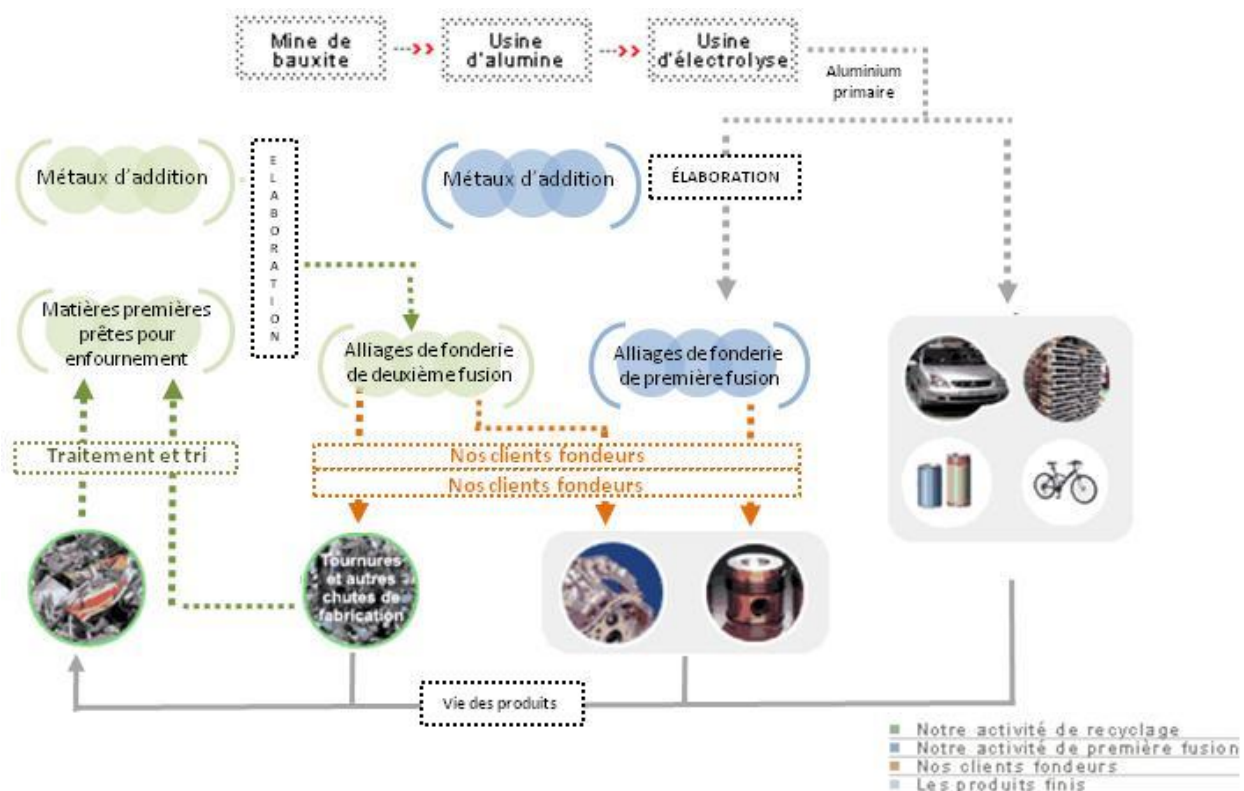 Mine de
bauxite
Usine
d'alumine
Usine
d'électrolyse
Aluminium
primaire
Métaux d'addition
ELABORATION
Métaux d'addition
ÉLABORATION
Matières premières
prêtes pour
enfournement
Alliages de fonderie
de deuxième fusion
Alliages de fonderie
de première fusion
Traitement et tri
Nos clients fondeurs
Nos clients fondeurs
Tournures
et autres
chutes de
fabrication
Vie des produits
Notre activité de recyclage
Notre activité de première fusion
Nos clients fondeurs
Les produits finis